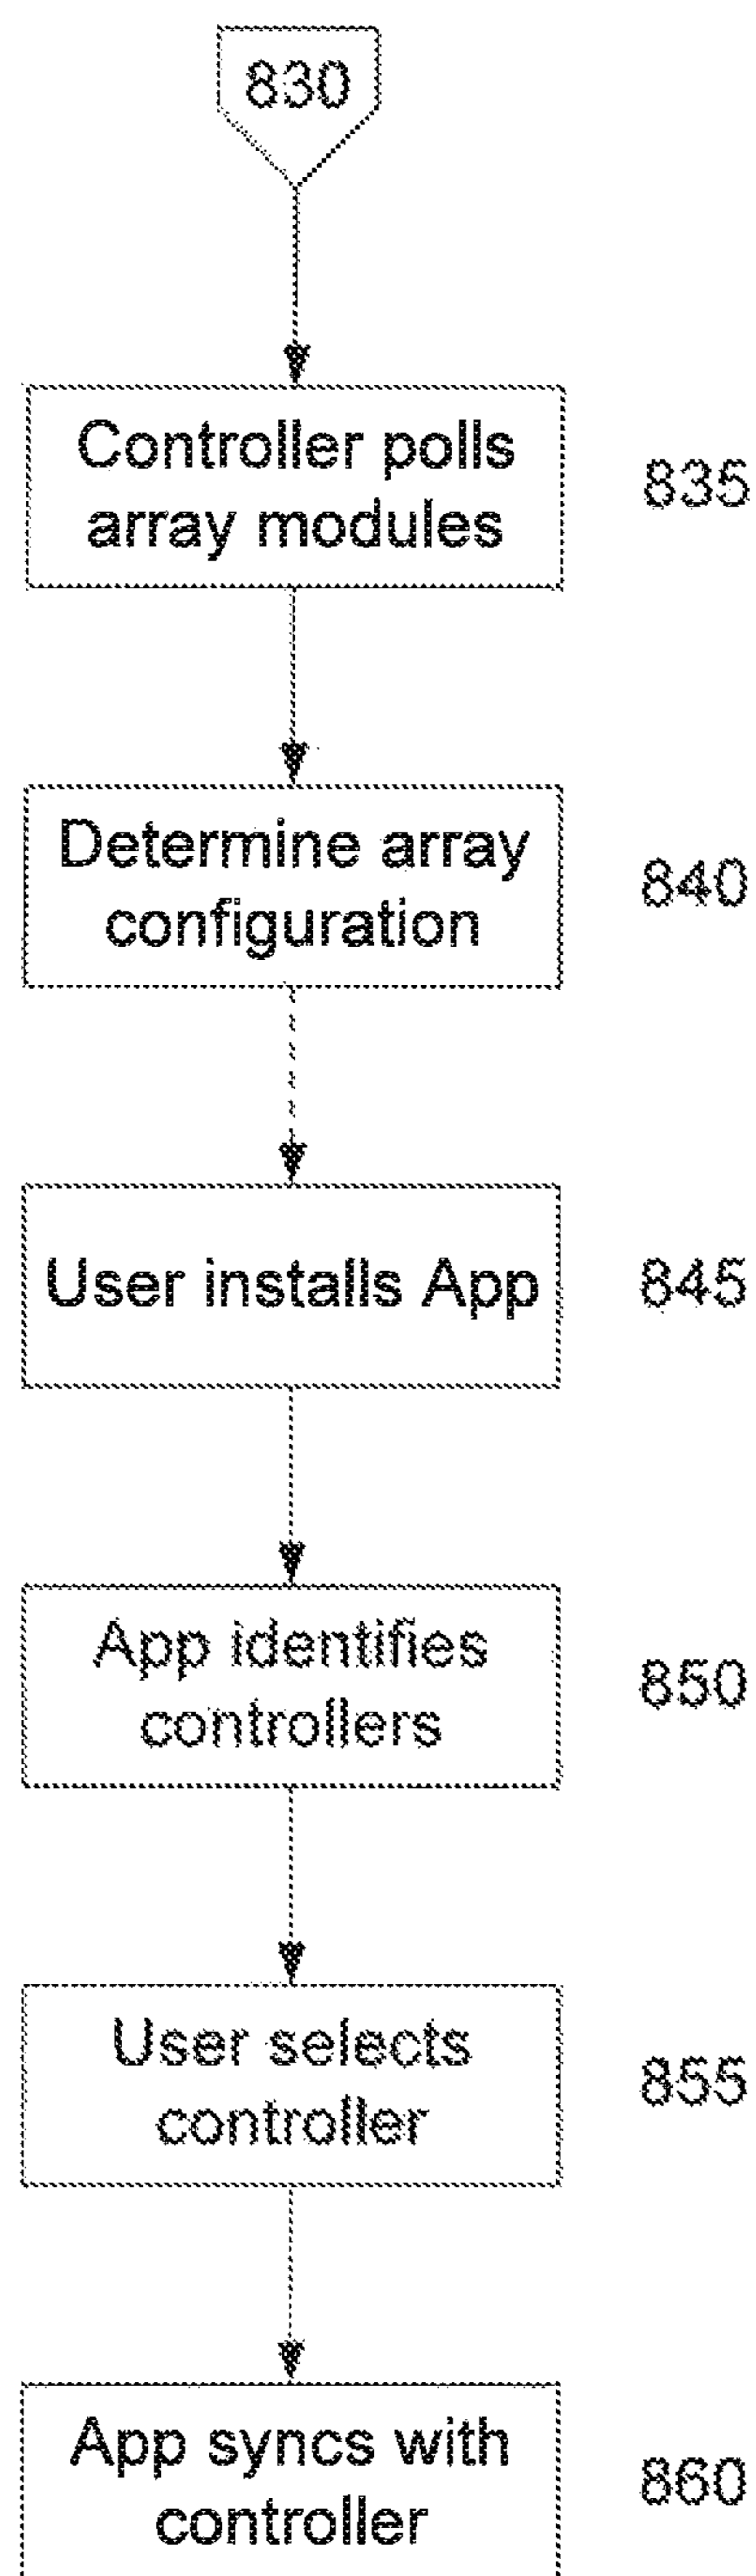 830
Controller polls
array modules
835
Determine array
configuration
840
User installs App
845
App identifies
controllers
850
User selects
controller
855
App syncs with
controller
860